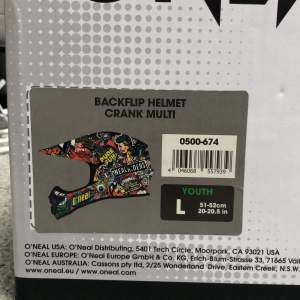 BACKFLIP HELMET
CRANK MULTI
0500-674
YOUTH
L
51-52cm
20-20.5 in
O'NEAL USA: O'Neal Distributing, 5401 Tech Circle, Moorpark, CA 93021 USA
O'NEAL EUROPE: O'Neal Europe GmbH & Co. KG, Erich-Blum-Strasse 33, 71665 Vaih
O'NEAL AUSTRALIA: Cassons pty ltd, 2/25 Wonderland Drive, Eastern Creek, N.S.W.
www.oneal.eu / www.oneal.com